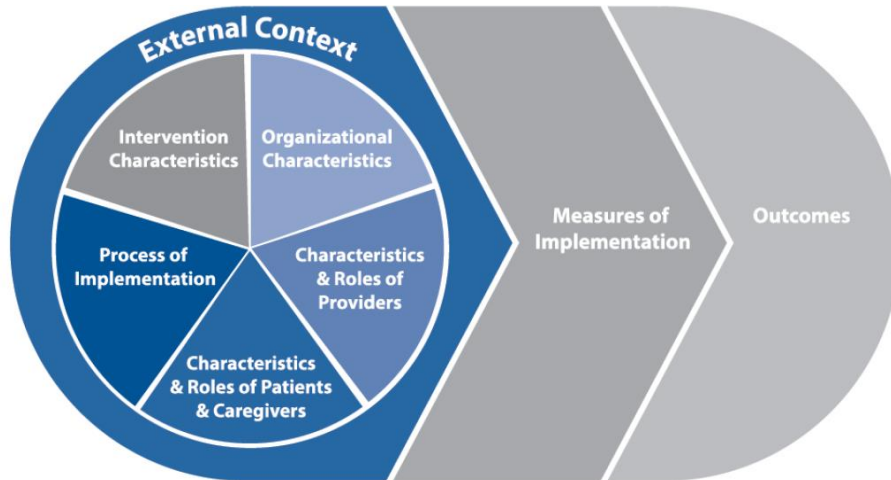 External Context
Intervention
Characteristics
Organizational
Characteristics
Process of
Implementation
Characteristics
& Roles of
Providers
Characteristics
& Roles of Patients
& Caregivers
Measures of
Implementation
Outcomes